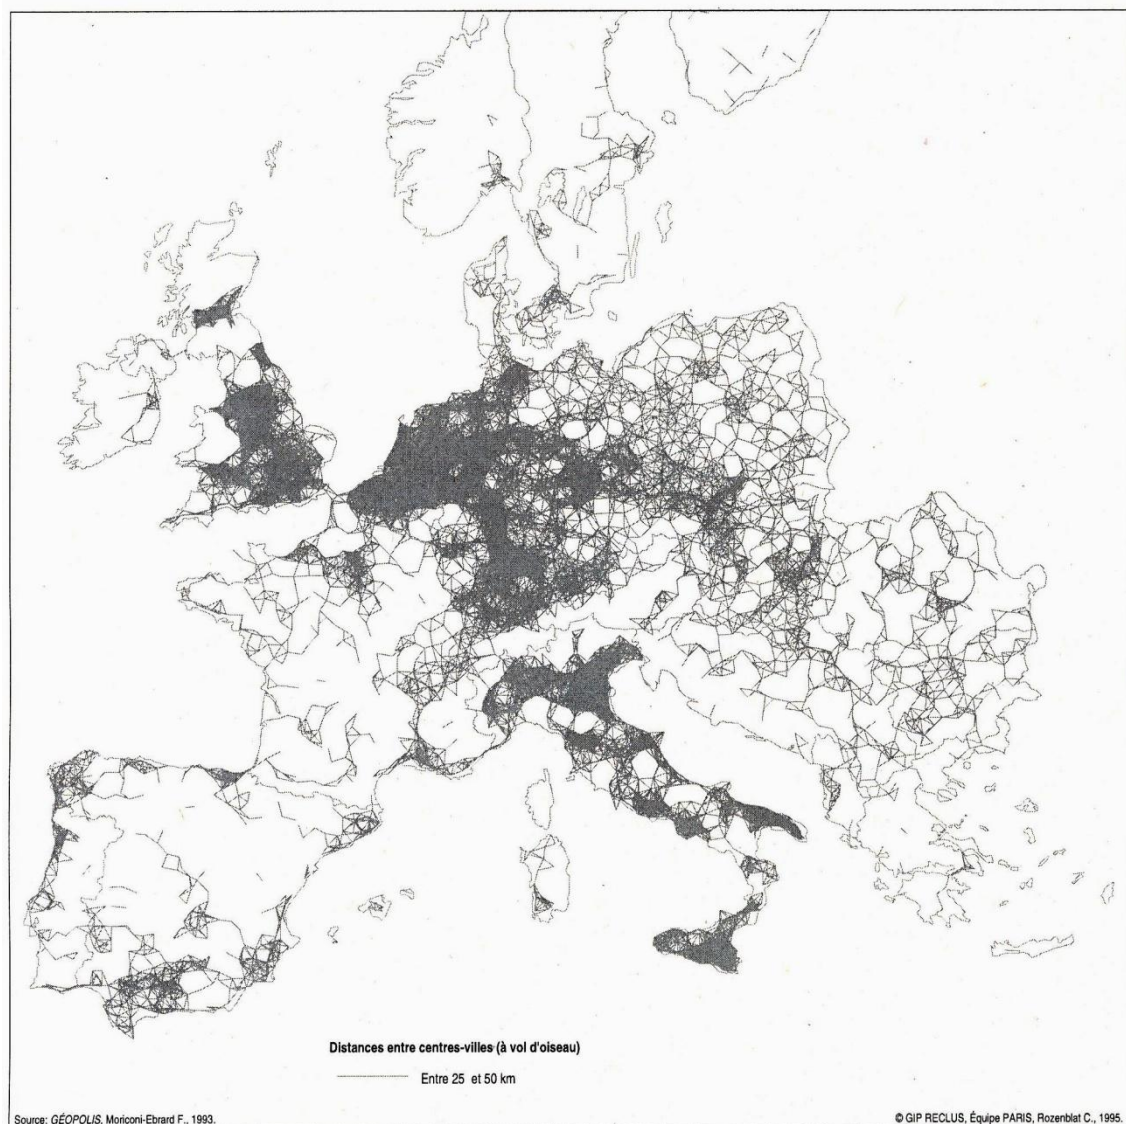 Distances entre centres-villes (à vol d'oiseau)
Entre 25 et 50 km
Source: GÉOPOLIS, Moriconi-Ebrard F., 1993.
© GIP RECLUS, Équipe PARIS, Rozenblat C., 1995.